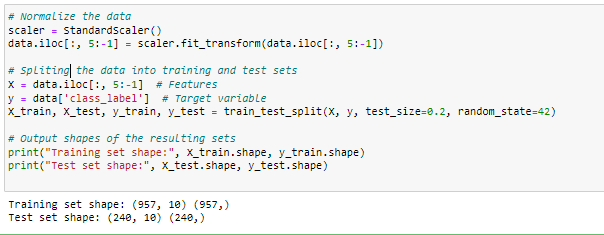 # Normalize the data
scaler = StandardScaler()
data.iloc[:, 5:-1] = scaler.fit_transform(data.iloc[:, 5:-1])
# Spliting the data into training and test sets
X = data.iloc[:, 5:-1]  # Features
y = data['class_label']  # Target variable
X_train, X_test, y_train, y_test = train_test_split(X, y, test_size=0.2, random_state=42)
# Output shapes of the resulting sets
print("Training set shape:", X_train.shape, y_train.shape)
print("Test set shape:", X_test.shape, y_test.shape)
Training set shape: (957, 10) (957,)
Test set shape: (240, 10) (240,)